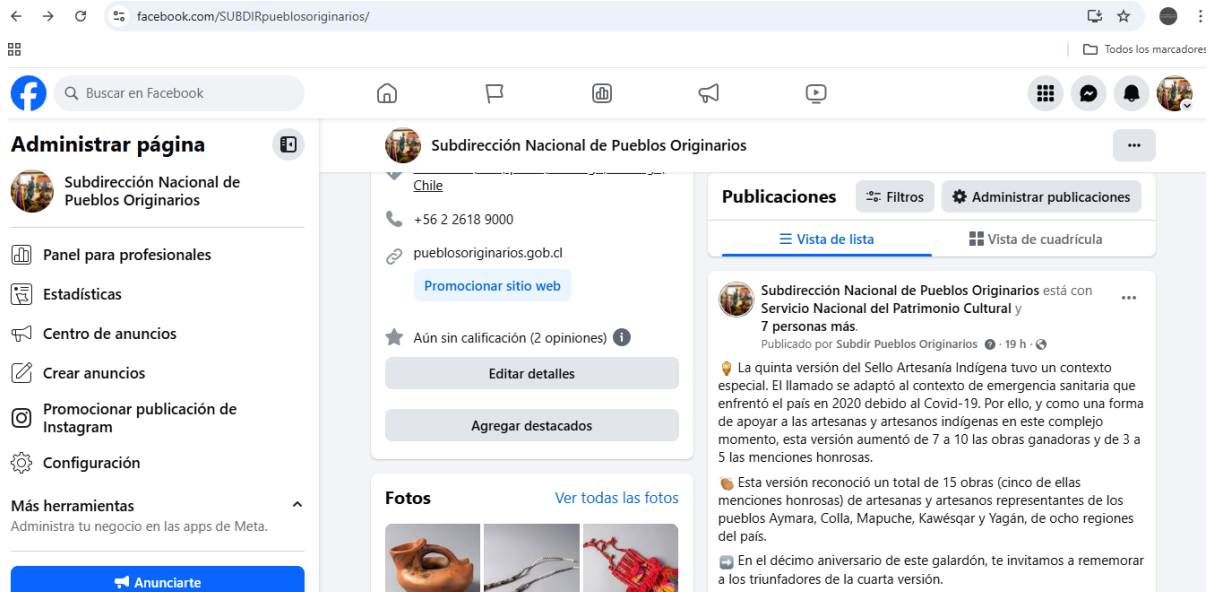 facebook.com/SUBDIRpueblosoriginarios/
Todos los marcadores
Buscar en Facebook
Administrar página
Subdirección Nacional de
Pueblos Originarios
Panel para profesionales
Estadísticas
Centro de anuncios
Crear anuncios
Promocionar publicación de
Instagram
Configuración
Más herramientas
Administra tu negocio en las apps de Meta.
Anunciarte
Subdirección Nacional de Pueblos Originarios
Chile
+56 2 2618 9000
pueblosoriginarios.gob.cl
Promocionar sitio web
Aún sin calificación (2 opiniones)
Editar detalles
Agregar destacados
Fotos
Ver todas las fotos
Publicaciones
Filtros
Administrar publicaciones
Vista de lista
Vista de cuadrícula
Subdirección Nacional de Pueblos Originarios está con
Servicio Nacional del Patrimonio Cultural y
7 personas más.
Publicado por Subdir Pueblos Originarios · 19 h ·
La quinta versión del Sello Artesanía Indígena tuvo un contexto
especial. El llamado se adaptó al contexto de emergencia sanitaria que
enfrentó el país en 2020 debido al Covid-19. Por ello, y como una forma
de apoyar a las artesanas y artesanos indígenas en este complejo
momento, esta versión aumentó de 7 a 10 las obras ganadoras y de 3 a
5 las menciones honrosas.
Esta versión reconoció un total de 15 obras (cinco de ellas
menciones honrosas) de artesanas y artesanos representantes de los
pueblos Aymara, Colla, Mapuche, Kawésqar y Yagán, de ocho regiones
del país.
En el décimo aniversario de este galardón, te invitamos a rememorar
a los triunfadores de la cuarta versión.